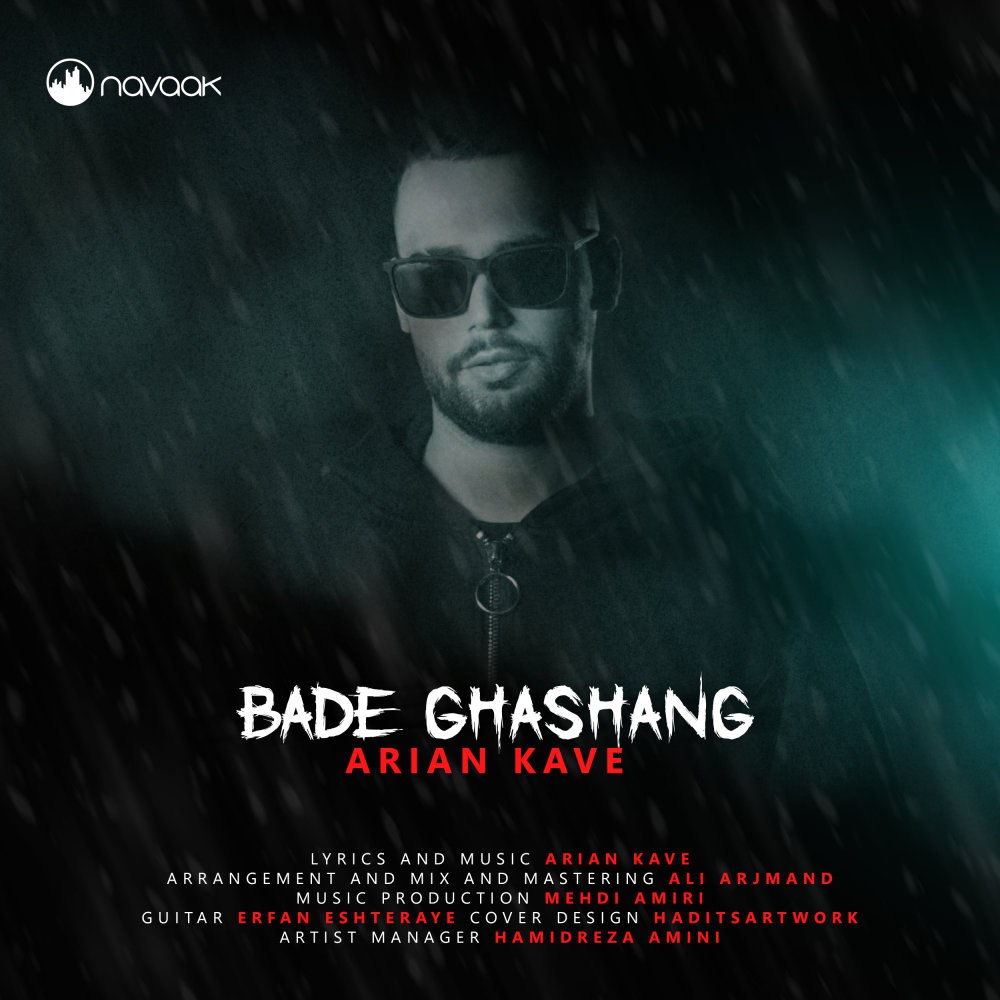 navaak
BADE GHASHANG
ARIAN KAVE
LYRICS AND MUSIC ARIAN KAVE
ARRANGEMENT AND MIX AND MASTERING ALI ARJMAND
MUSIC PRODUCTION MEHDI AMIRI
GUITAR ERFAN ESHTERAYE COVER DESIGN HADITSARTWORK
ARTIST MANAGER HAMIDREZA AMINI